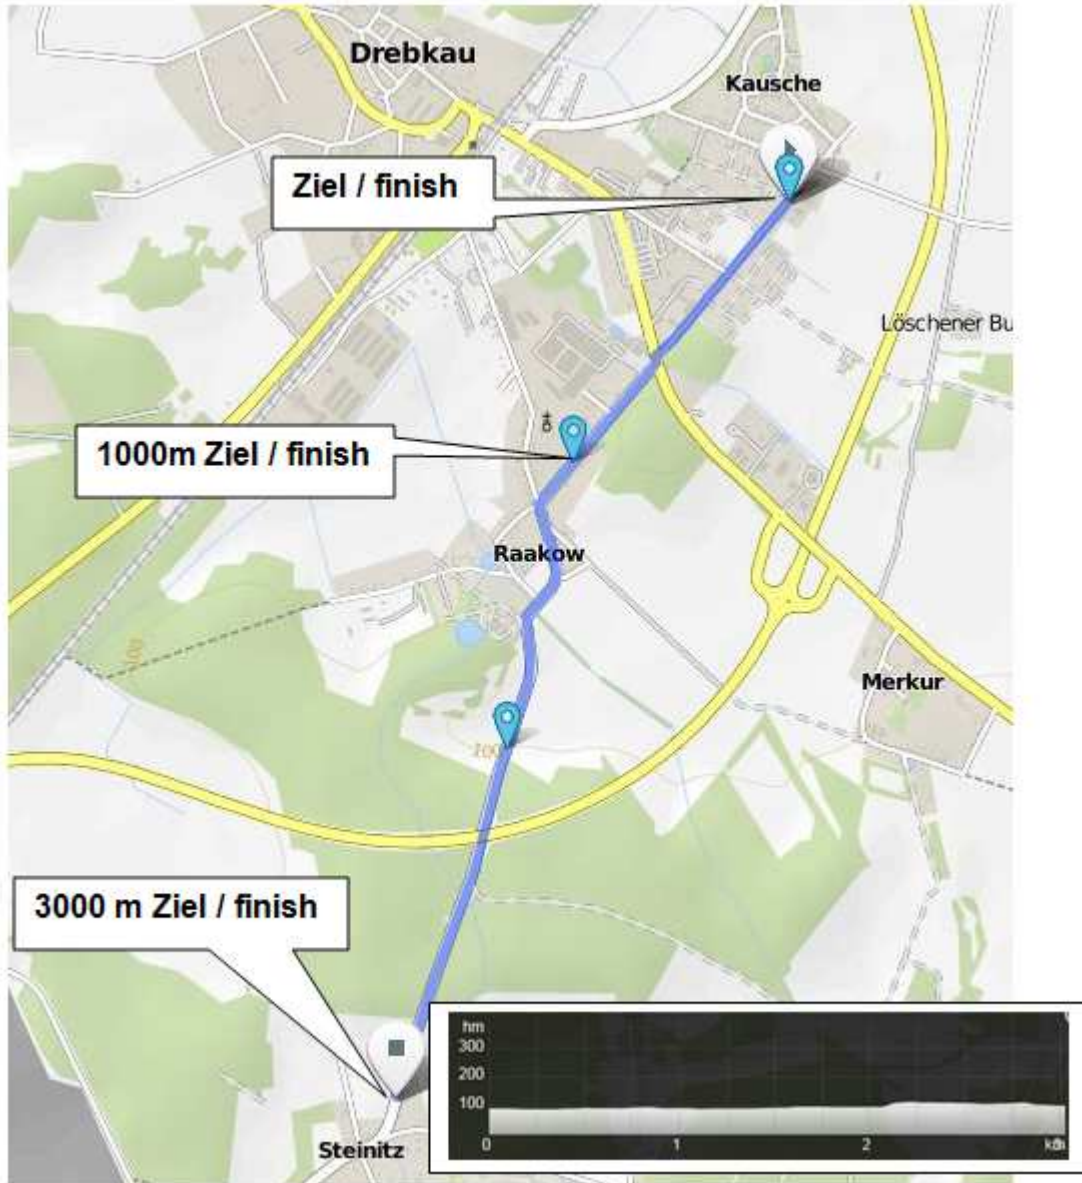 Drebkau
Kausche
Ziel / finish
Löschener Bu
1000m Ziel / finish
Raakow
100
Merkur
100
3000 m Ziel / finish
hm
300
200
100
0
1
2
Steinitz